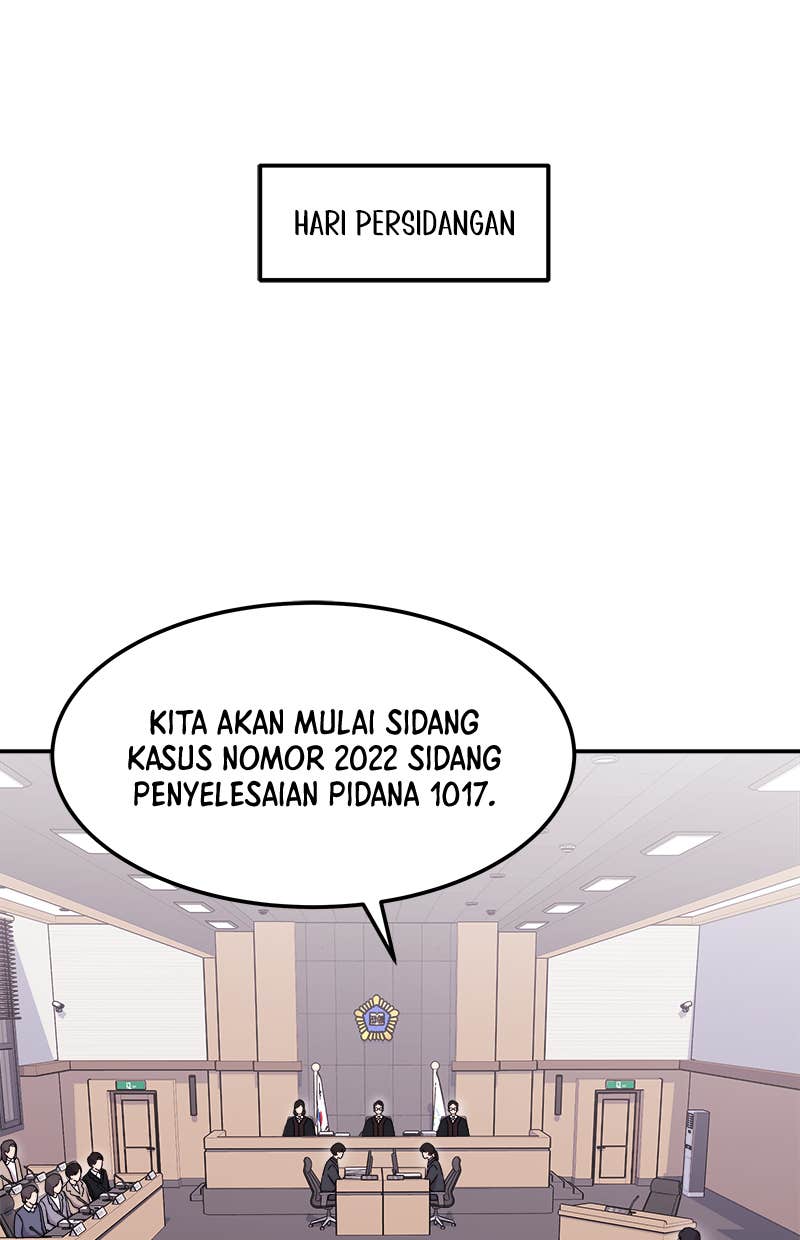 HARI PERSIDANGAN
KITA AKAN MULAI SIDANG
KASUS NOMOR 2022 SIDANG
PENYELESAIAN PIDANA 1017.